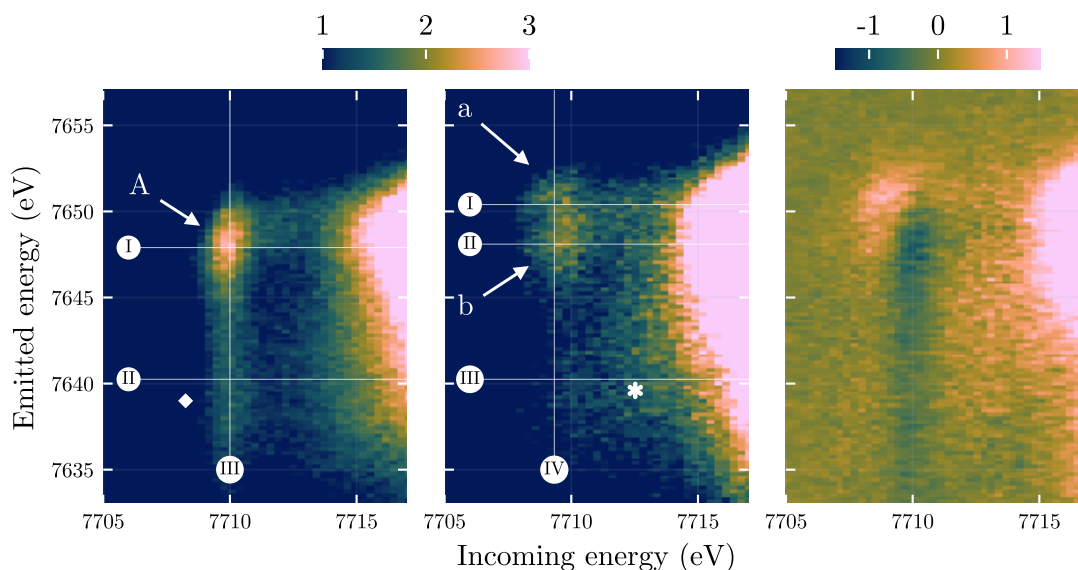 1 2 3 -1 0 1
A
a
b
I
II
III
I
II
III
IV
7655
7650
7645
7640
7635
7705 7710 7715 7705 7710 7715 7705 7710 7715
Emitted energy (eV)
Incoming energy (eV)